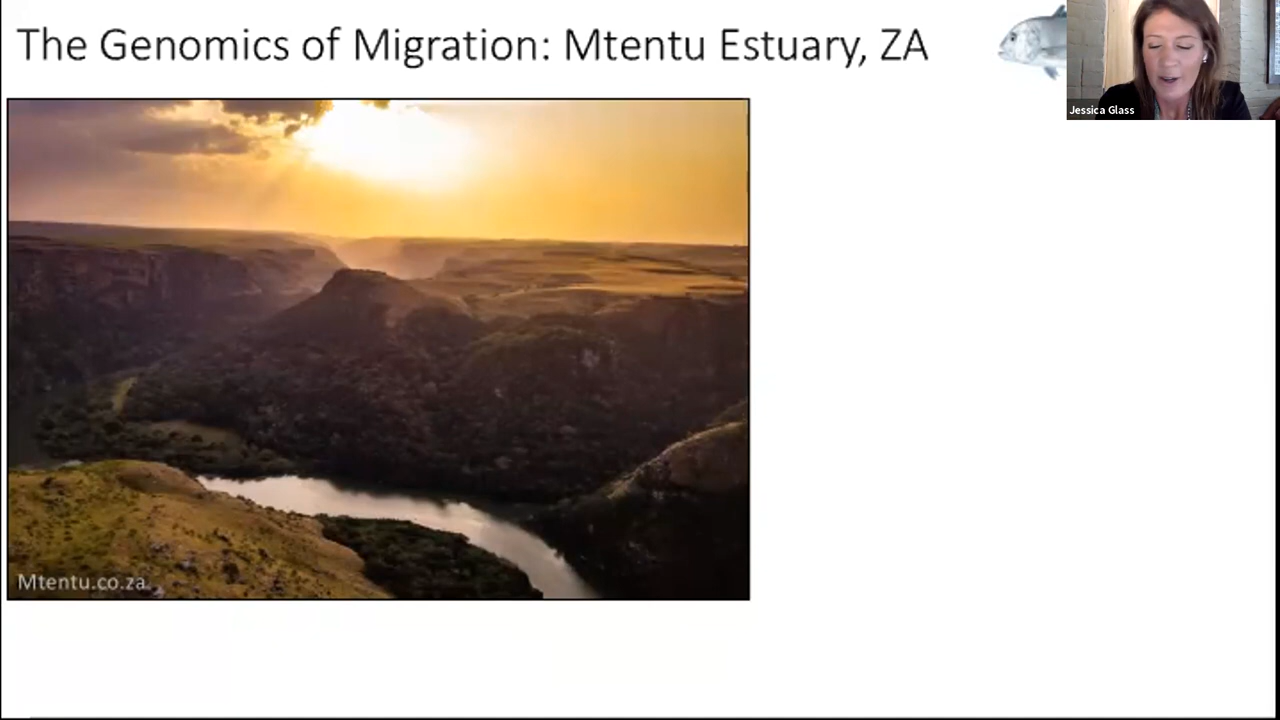 The Genomics of Migration: Mtentu Estuary, ZA
Jessica Glass
Mtentu.co.za